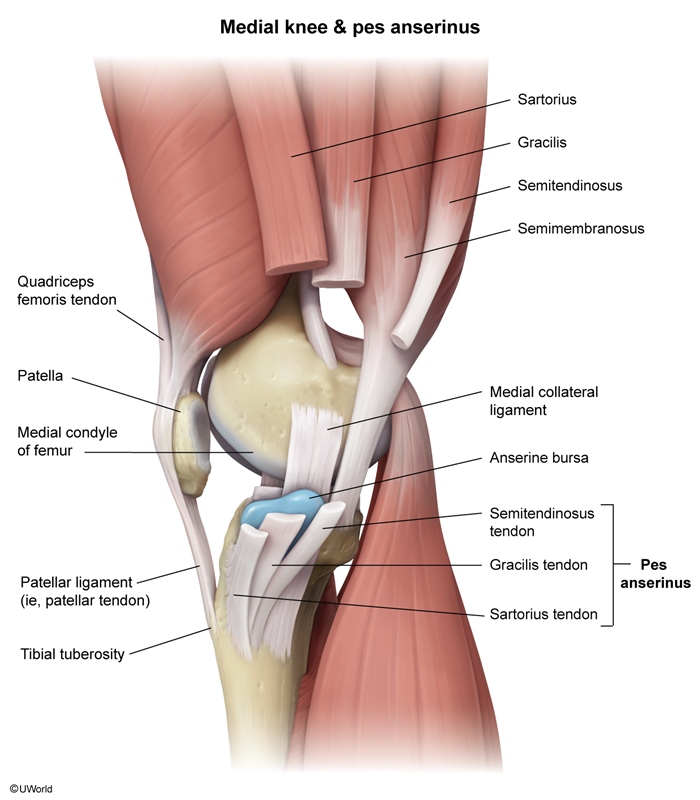 Medial knee & pes anserinus
Sartorius
Gracilis
Semitendinosus
Semimembranosus
Quadriceps
femoris tendon
Patella
Medial condyle
of femur
Medial collateral
ligament
Anserine bursa
Semitendinosus
tendon
Gracilis tendon
Sartorius tendon
Pes
anserinus
Patellar ligament
(ie, patellar tendon)
Tibial tuberosity
©UWorld